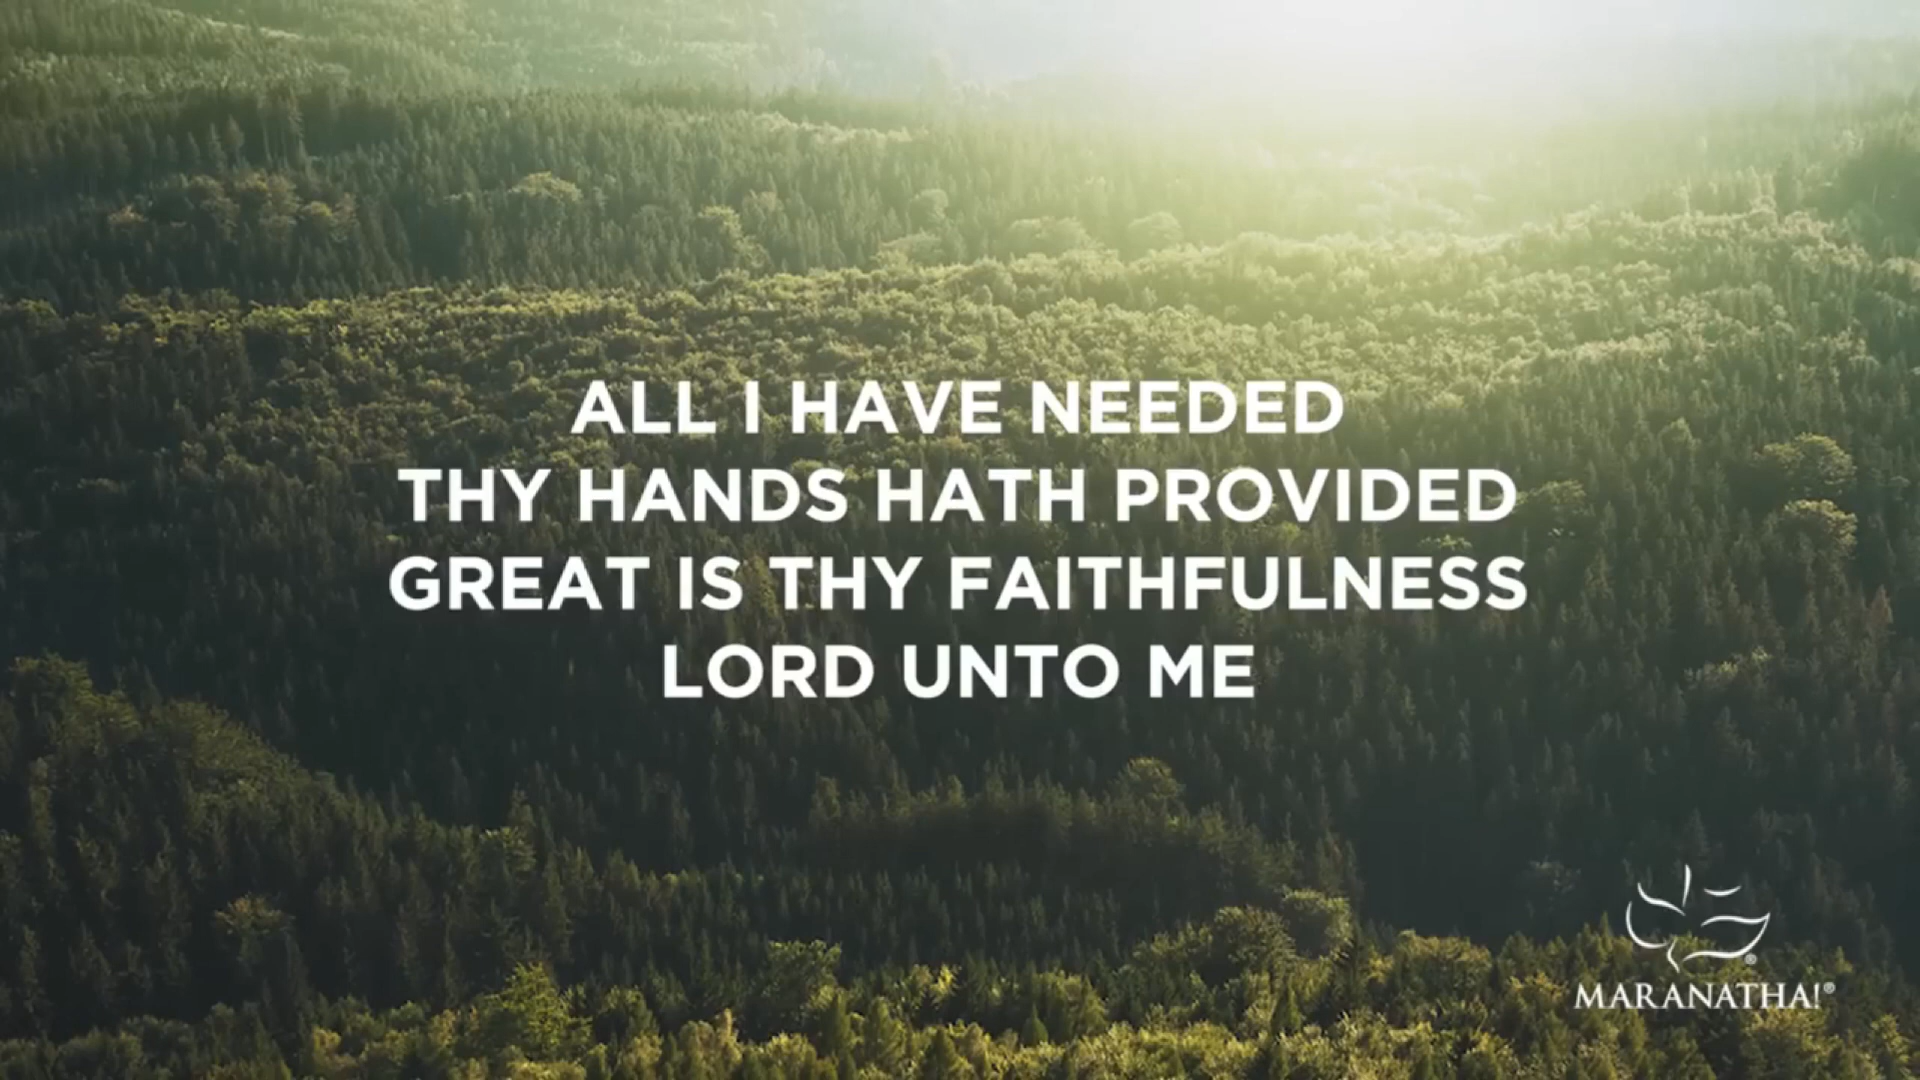 ALL I HAVE NEEDED
THY HANDS HATH PROVIDED
GREAT IS THY FAITHFULNESS
LORD UNTO ME
MARANATHA!®